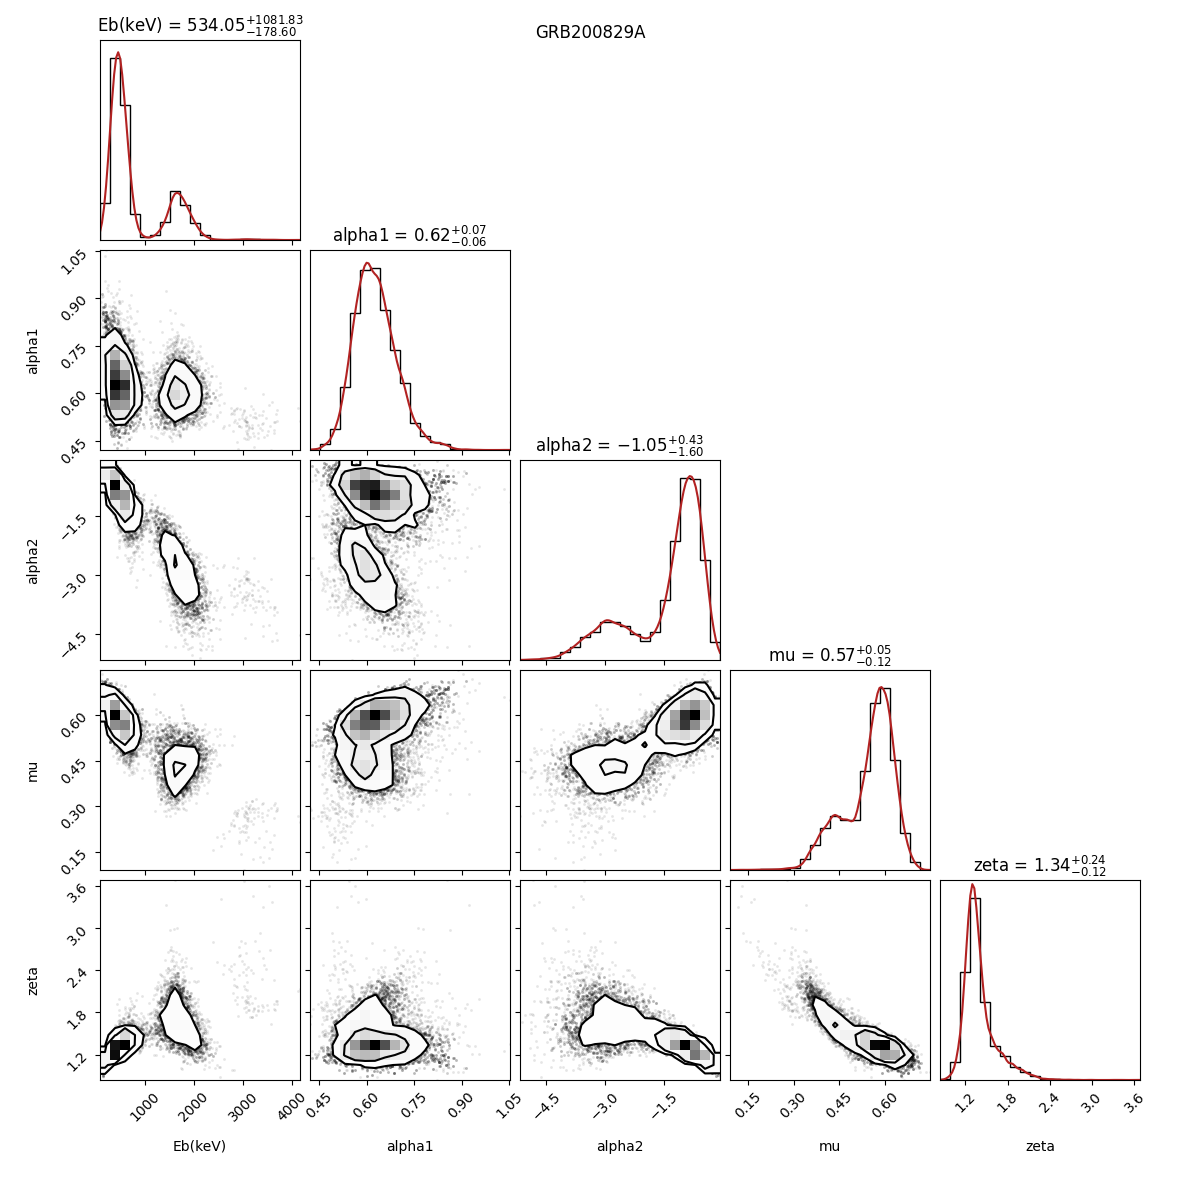 Eb(keV) = 534.05+1081.83 −178.60
GRB200829A
alpha1 = 0.62+0.07 −0.06
1.05
0.90
0.75
0.60
0.45
alpha1
alpha2 = −1.05+0.43 −1.60
−1.5
−3.0
−4.5
alpha2
mu = 0.57+0.05 −0.12
0.60
0.45
0.30
0.15
mu
zeta = 1.34+0.24 −0.12
3.6
3.0
2.4
1.8
1.2
zeta
1000 2000 3000 4000 0.45 0.60 0.75 0.90 1.05 −4.5 −3.0 −1.5 0.15 0.30 0.45 0.60 1.2 1.8 2.4 3.0 3.6
Eb(keV) alpha1 alpha2 mu zeta